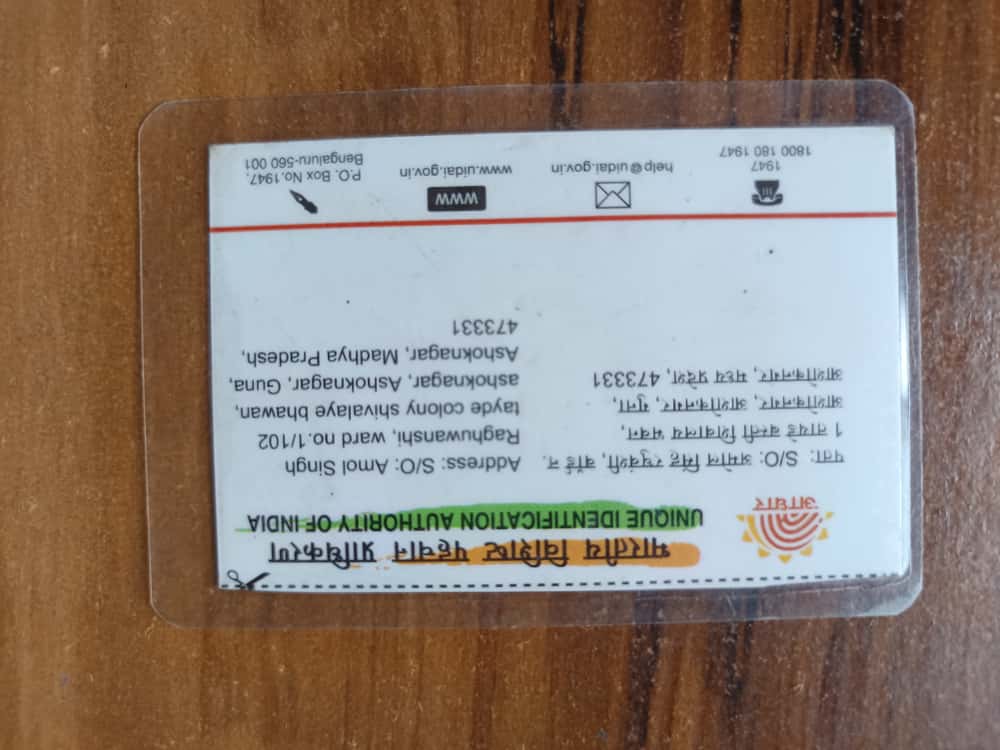 भारतीय विशिष्ट पहचान प्राधिकरण
UNIQUE IDENTIFICATION AUTHORITY OF INDIA
आधार
पता: S/O: अमोल सिंह रघुवंशी, वॉर्ड न.
1 तायडे बस्ती शिवालय भवन,
अशोकनगर, अशोकनगर, गुना,
अशोकनगर, मध्य प्रदेश, 473331
Address: S/O: Amol Singh
Raghuwanshi, ward no.1/102
tayde colony shivalaye bhawan,
ashoknagar, Ashoknagar, Guna,
Ashoknagar, Madhya Pradesh,
473331
1947
1800 180 1947
help@uidai.gov.in
www
www.uidai.gov.in
P.O. Box No.1947,
Bengaluru-560 001